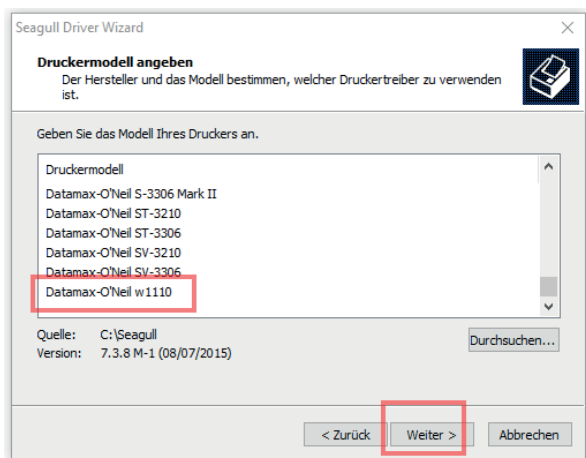 Seagull Driver Wizard
Druckermodell angeben
Der Hersteller und das Modell bestimmen, welcher Druckertreiber zu verwenden
ist.
Geben Sie das Modell Ihres Druckers an.
Druckermodell
Datamax-O'Neil S-3306 Mark II
Datamax-O'Neil ST-3210
Datamax-O'Neil ST-3306
Datamax-O'Neil SV-3210
Datamax-O'Neil SV-3306
Datamax-O'Neil w1110
Quelle: C:\Seagull
Durchsuchen...
Version: 7.3.8 M-1 (08/07/2015)
< Zurück Weiter > Abbrechen